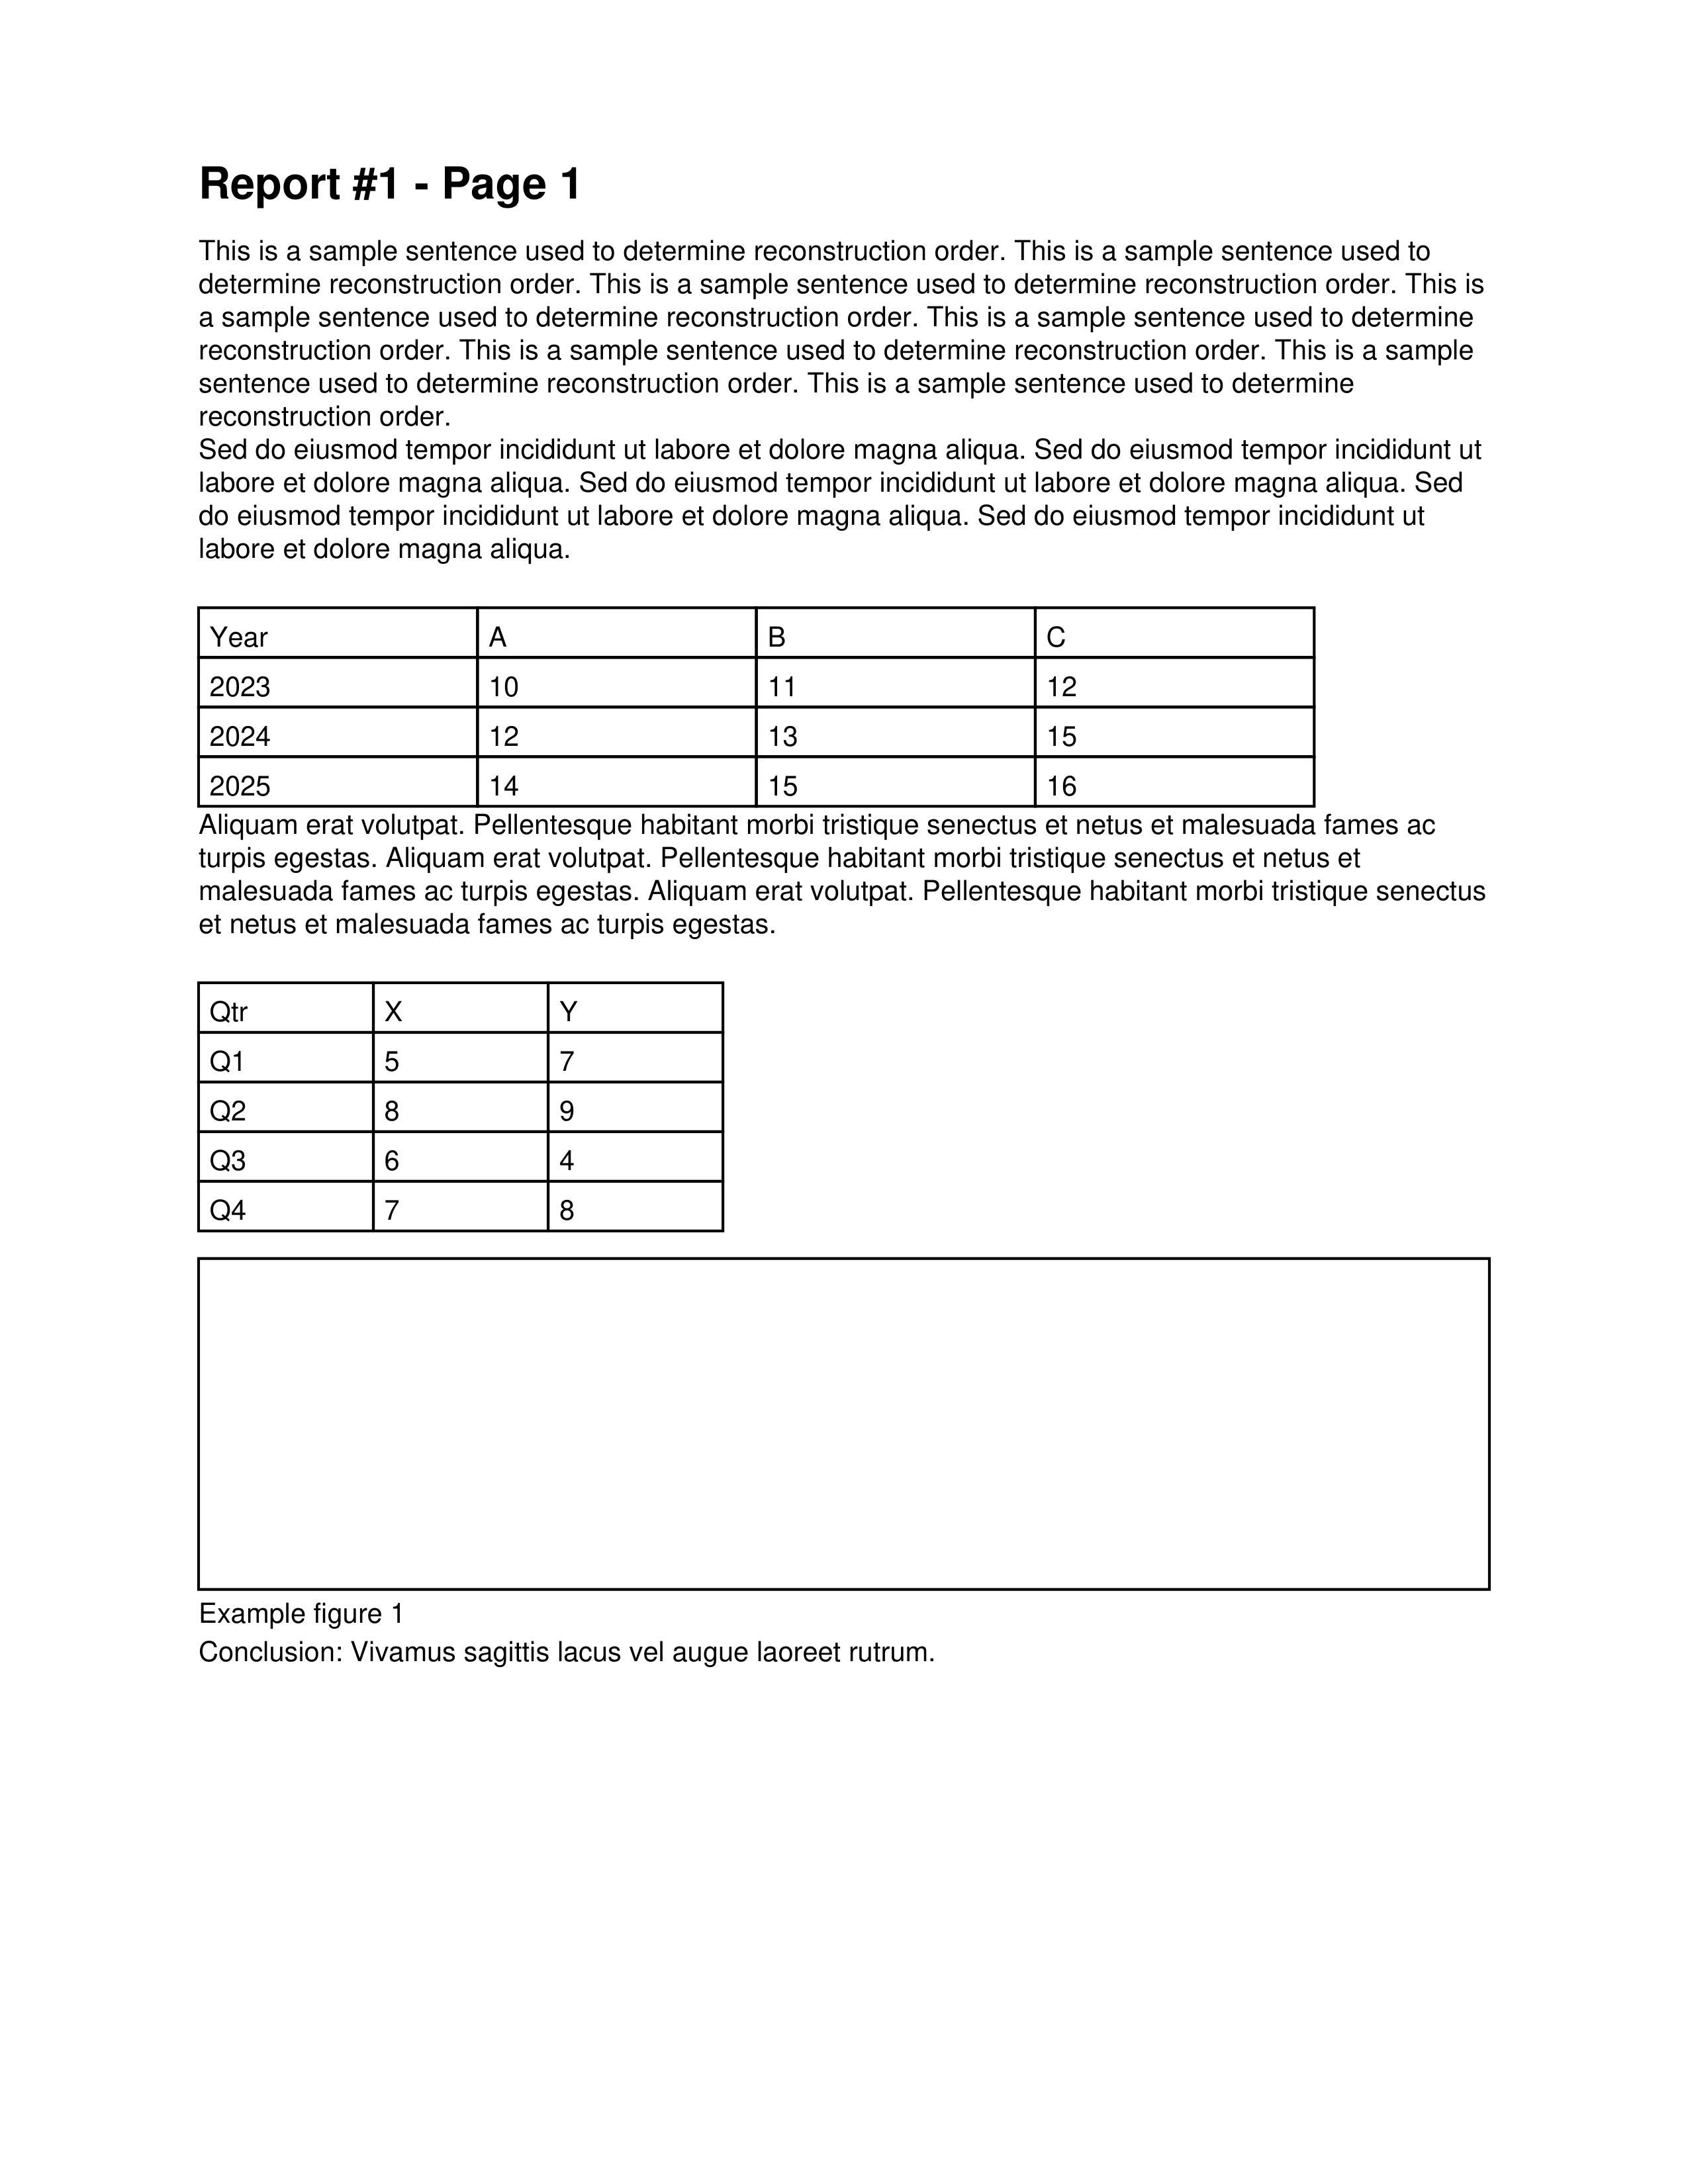 Report #1 - Page 1
This is a sample sentence used to determine reconstruction order. This is a sample sentence used to
determine reconstruction order. This is a sample sentence used to determine reconstruction order. This is
a sample sentence used to determine reconstruction order. This is a sample sentence used to determine
reconstruction order. This is a sample sentence used to determine reconstruction order. This is a sample
sentence used to determine reconstruction order. This is a sample sentence used to determine
reconstruction order.
Sed do eiusmod tempor incididunt ut labore et dolore magna aliqua. Sed do eiusmod tempor incididunt ut
labore et dolore magna aliqua. Sed do eiusmod tempor incididunt ut labore et dolore magna aliqua. Sed
do eiusmod tempor incididunt ut labore et dolore magna aliqua. Sed do eiusmod tempor incididunt ut
labore et dolore magna aliqua.
Year A B C
2023 10 11 12
2024 12 13 15
2025 14 15 16
Aliquam erat volutpat. Pellentesque habitant morbi tristique senectus et netus et malesuada fames ac
turpis egestas. Aliquam erat volutpat. Pellentesque habitant morbi tristique senectus et netus et
malesuada fames ac turpis egestas. Aliquam erat volutpat. Pellentesque habitant morbi tristique senectus
et netus et malesuada fames ac turpis egestas.
Qtr X Y
Q1 5 7
Q2 8 9
Q3 6 4
Q4 7 8
Example figure 1
Conclusion: Vivamus sagittis lacus vel augue laoreet rutrum.